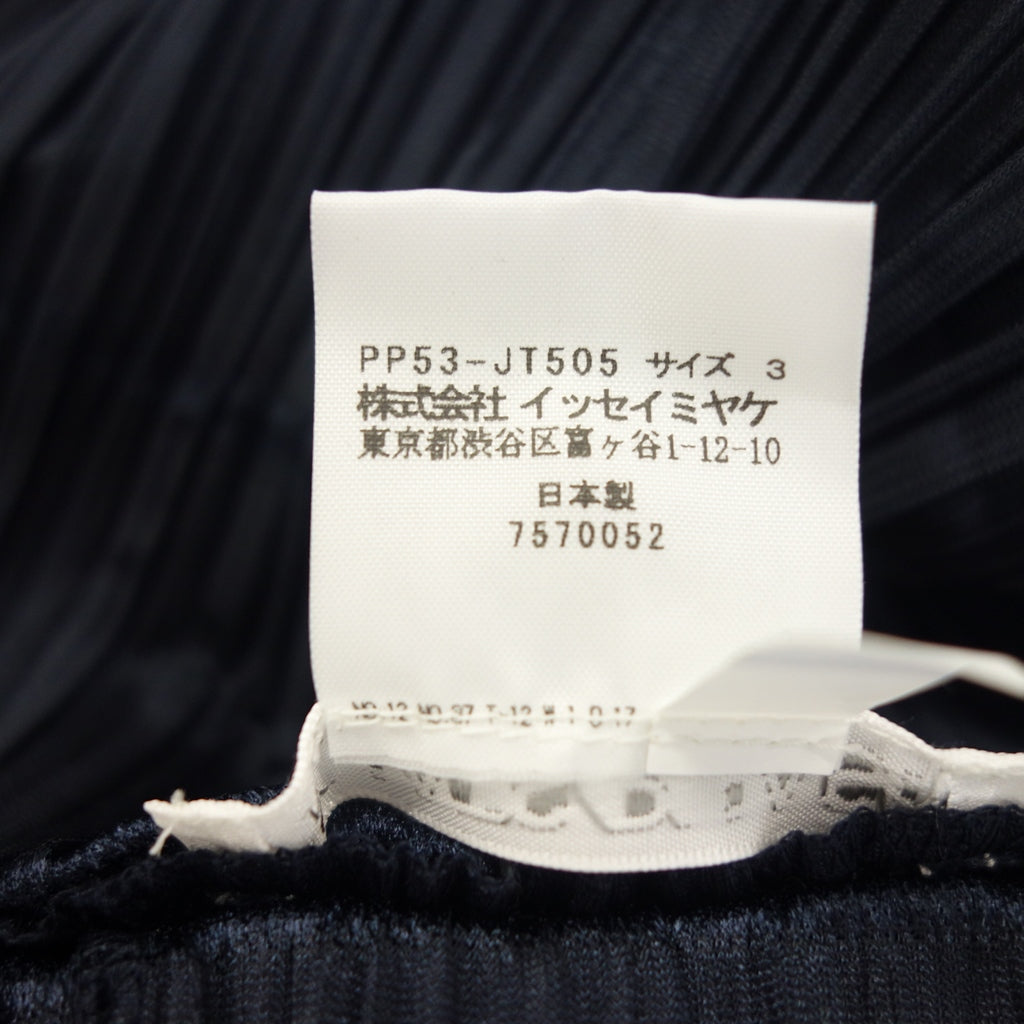 PP53-JT505 サイズ 3
株式会社 イッセイミヤケ
東京都渋谷区富ヶ谷1-12-10
日本製
7570052